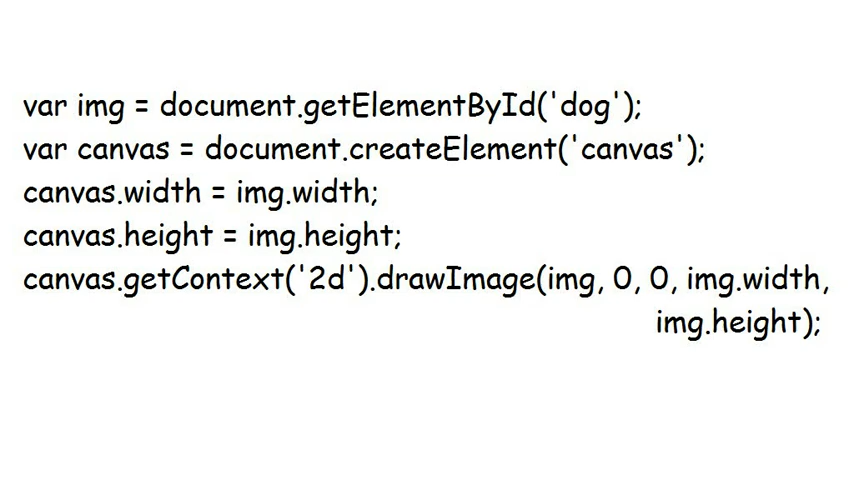 var img = document.getElementById('dog');
var canvas = document.createElement('canvas');
canvas.width = img.width;
canvas.height = img.height;
canvas.getContext('2d').drawImage(img, 0, 0, img.width,
img.height);